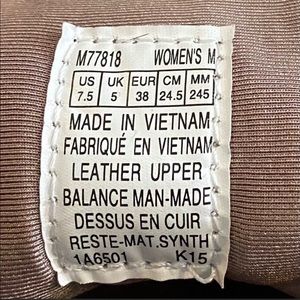 M77818 WOMEN'S M
US UK EUR CM MM
7.5 5 38 24.5 245
MADE IN VIETNAM
FABRIQUÉ EN VIETNAM
LEATHER UPPER
BALANCE MAN-MADE
DESSUS EN CUIR
RESTE-MAT.SYNTH
1A6501 K15